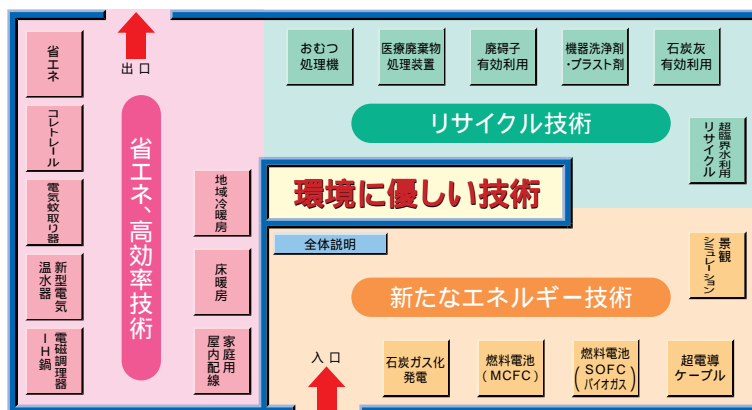 省エネ
コレトレール
電気蚊取り器
新型電気
温水器
電磁調理器
IH鍋
出口
省エネ、高効率技術
地域冷暖房
床暖房
家庭用
屋内配線
おむつ
処理機
医療廃棄物
処理装置
廃碍子
有効利用
機器洗浄剤
・ブラスト剤
石炭灰
有効利用
リサイクル技術
超臨界水利用
リサイクル
環境に優しい技術
全体説明
景観
シミュレーション
新たなエネルギー技術
入口
石炭ガス化
発電
燃料電池
(MCFC)
燃料電池
(SOFC
バイオガス)
超電導
ケーブル